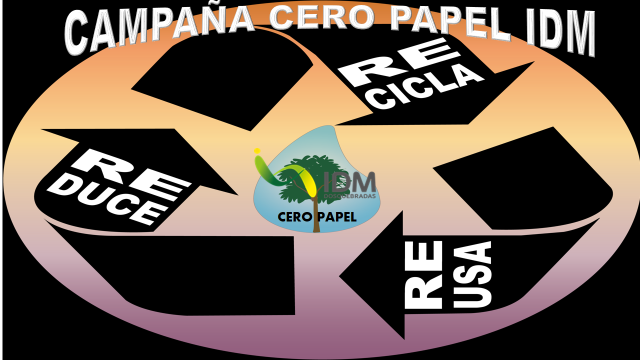 CAMPAÑA CERO PAPEL IDM
RE
CICLA
RE
DUCE
IDM
CERO PAPEL
RE
USA